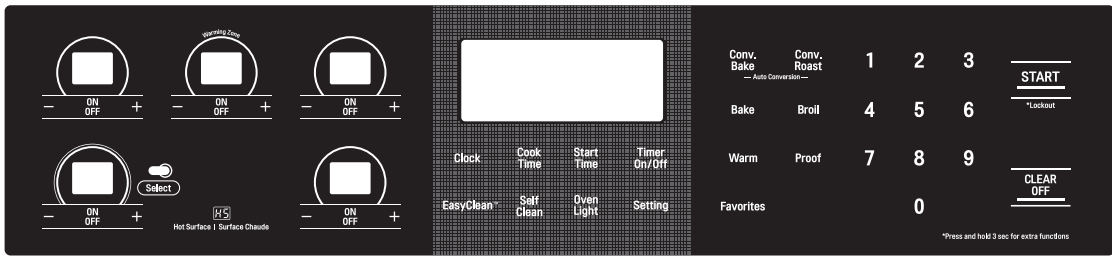 Warming Zone
ON
OFF
− +
ON
OFF
− +
ON
OFF
− +
Select
ON
OFF
− +
HS
Hot Surface | Surface Chaude
ON
OFF
− +
Clock
Cook
Time
Start
Time
Timer
On/Off
EasyClean™
Self
Clean
Oven
Light
Setting
Conv.
Bake
Conv.
Roast
— Auto Conversion —
Bake
Broil
Warm
Proof
Favorites
1 2 3
4 5 6
7 8 9
0
START
*Lockout
CLEAR
OFF
*Press and hold 3 sec for extra functions